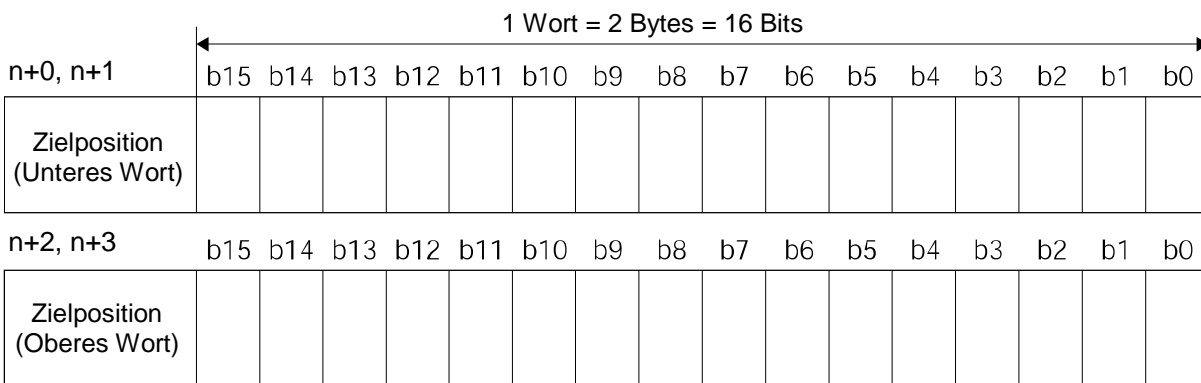 1 Wort = 2 Bytes = 16 Bits
n+0, n+1 b15 b14 b13 b12 b11 b10 b9 b8 b7 b6 b5 b4 b3 b2 b1 b0
Zielposition
(Unteres Wort)
n+2, n+3 b15 b14 b13 b12 b11 b10 b9 b8 b7 b6 b5 b4 b3 b2 b1 b0
Zielposition
(Oberes Wort)